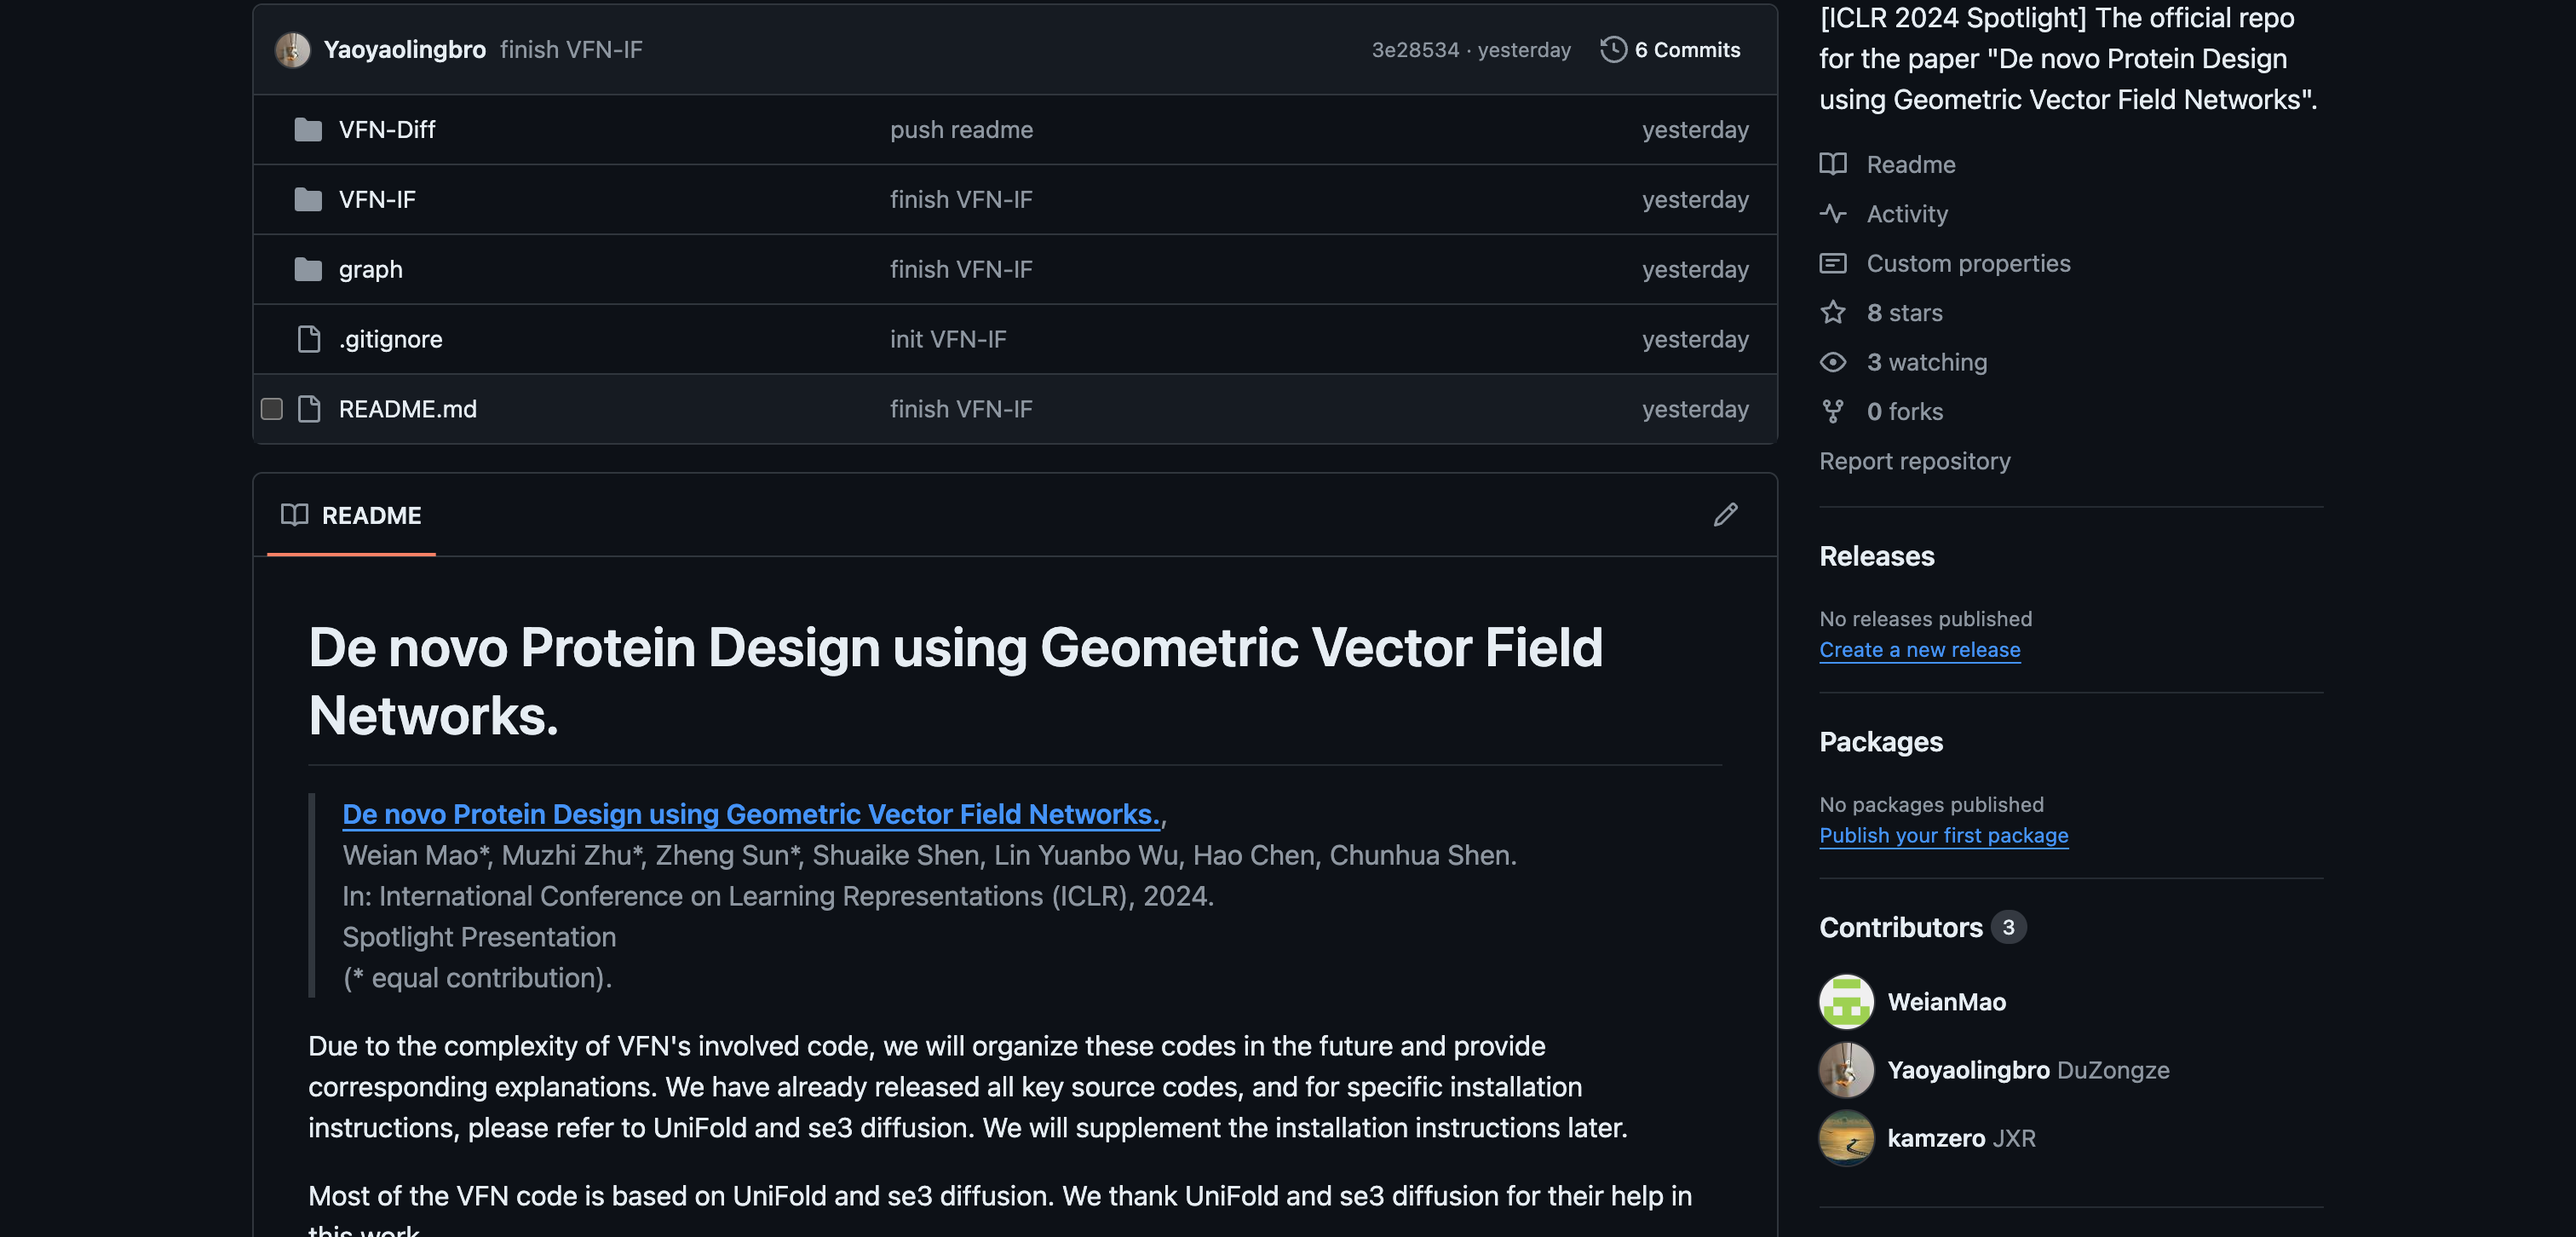 Yaoyaolingbro finish VFN-IF 3e28534 · yesterday 6 Commits
VFN-Diff push readme yesterday
VFN-IF finish VFN-IF yesterday
graph finish VFN-IF yesterday
.gitignore init VFN-IF yesterday
README.md finish VFN-IF yesterday
README
De novo Protein Design using Geometric Vector Field
Networks.
De novo Protein Design using Geometric Vector Field Networks.,
Weian Mao*, Muzhi Zhu*, Zheng Sun*, Shuaike Shen, Lin Yuanbo Wu, Hao Chen, Chunhua Shen.
In: International Conference on Learning Representations (ICLR), 2024.
Spotlight Presentation
(* equal contribution).
Due to the complexity of VFN's involved code, we will organize these codes in the future and provide
corresponding explanations. We have already released all key source codes, and for specific installation
instructions, please refer to UniFold and se3 diffusion. We will supplement the installation instructions later.
Most of the VFN code is based on UniFold and se3 diffusion. We thank UniFold and se3 diffusion for their help in
this work
[ICLR 2024 Spotlight] The official repo
for the paper "De novo Protein Design
using Geometric Vector Field Networks".
Readme
Activity
Custom properties
8 stars
3 watching
0 forks
Report repository
Releases
No releases published
Create a new release
Packages
No packages published
Publish your first package
Contributors 3
WeianMao
Yaoyaolingbro DuZongze
kamzero JXR